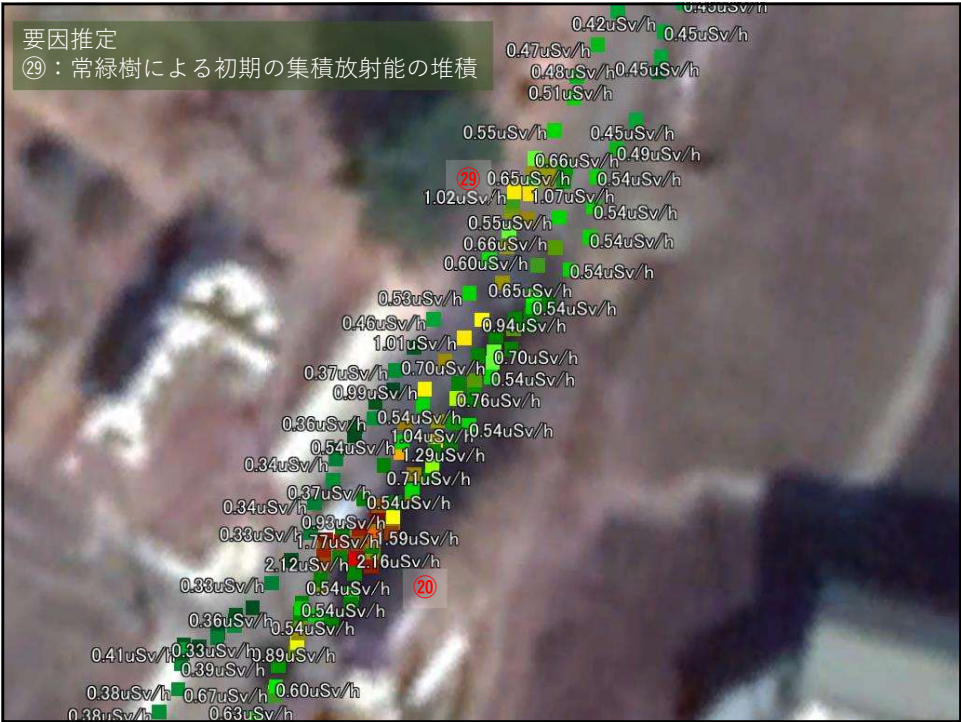 要因推定
㉙：常緑樹による初期の集積放射能の堆積
0.45uSv/h
0.42uSv/h
0.45uSv/h
0.47uSv/h
0.48uSv/h
0.45uSv/h
0.51uSv/h
0.55uSv/h
0.45uSv/h
0.49uSv/h
0.66uSv/h
㉙
0.65uSv/h
0.54uSv/h
1.02uSv/h
1.07uSv/h
0.54uSv/h
0.55uSv/h
0.66uSv/h
0.54uSv/h
0.60uSv/h
0.54uSv/h
0.65uSv/h
0.53uSv/h
0.54uSv/h
0.46uSv/h
0.94uSv/h
1.01uSv/h
0.70uSv/h
0.37uSv/h
0.70uSv/h
0.54uSv/h
0.99uSv/h
0.76uSv/h
0.36uSv/h
0.54uSv/h
0.54uSv/h
1.04uSv/h
0.54uSv/h
1.29uSv/h
0.34uSv/h
0.71uSv/h
0.37uSv/h
0.54uSv/h
0.34uSv/h
0.93uSv/h
0.33uSv/h
1.77uSv/h
1.59uSv/h
2.12uSv/h
2.16uSv/h
0.33uSv/h
0.54uSv/h
⑳
0.54uSv/h
0.36uSv/h
0.54uSv/h
0.41uSv/h
0.33uSv/h
0.89uSv/h
0.39uSv/h
0.38uSv/h
0.67uSv/h
0.60uSv/h
0.38uSv/h
0.63uSv/h